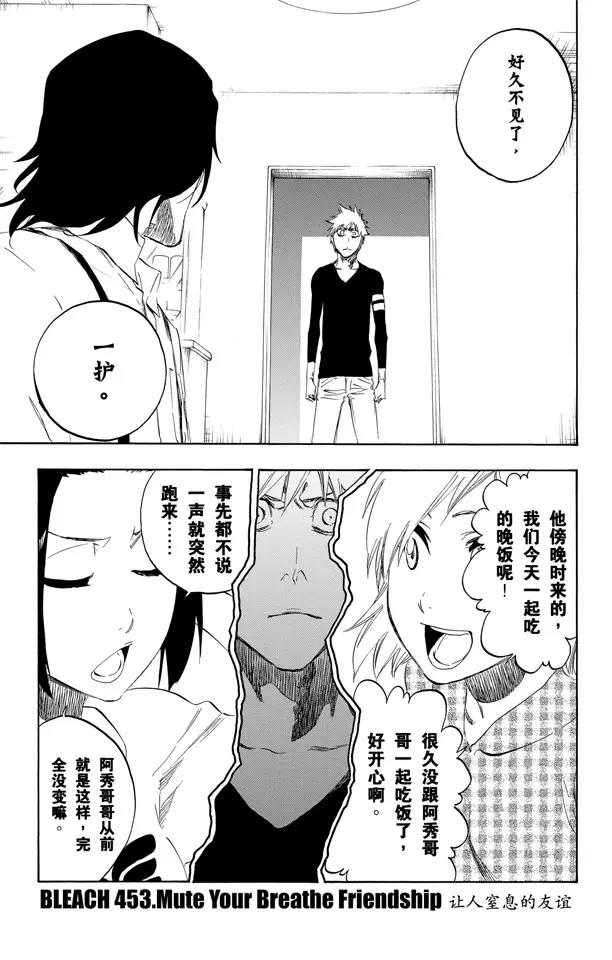 好久不见了，
一护。
他傍晚时来的，
我们今天一起吃
的晚饭呢！
很久没跟阿秀哥
哥一起吃饭了，
好开心啊。
事先都不说
一声就突然
跑来……
阿秀哥哥从前
就是这样，完
全没变嘛。
BLEACH 453.Mute Your Breathe Friendship 让人窒息的友谊